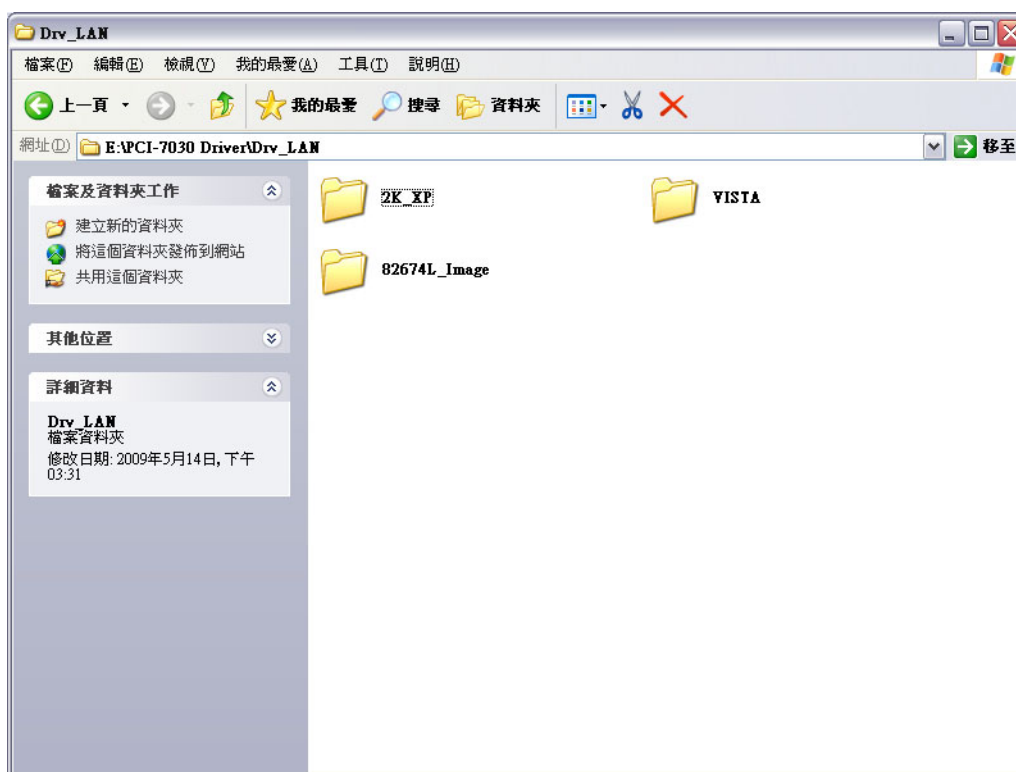 Drv_LAN
檔案(F) 編輯(E) 檢視(V) 我的最愛(A) 工具(T) 說明(H)
上一頁 我的最愛 搜尋 資料夾
網址(D) E:\PCI-7030 Driver\Drv_LAN 移至
檔案及資料夾工作
建立新的資料夾
將這個資料夾發佈到網站
共用這個資料夾
其他位置
詳細資料
Drv_LAN
檔案資料夾
修改日期: 2009年5月14日, 下午
03:31
2K_XP VISTA
82674L_Image